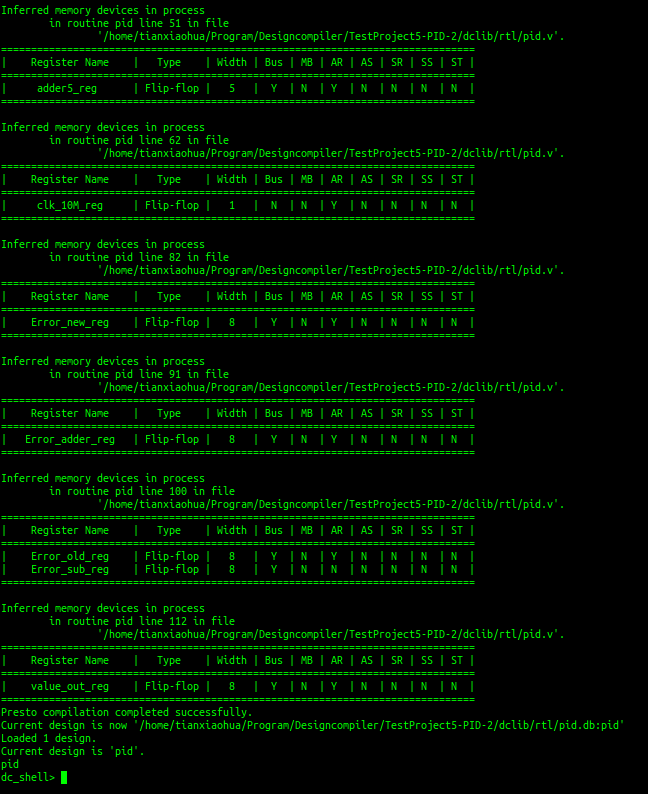 Inferred memory devices in process
        in routine pid line 51 in file
                '/home/tianxiaohua/Program/Designcompiler/TestProject5-PID-2/dclib/rtl/pid.v'.
===============================================================================
|    Register Name    |   Type    | Width | Bus | MB | AR | AS | SR | SS | ST |
===============================================================================
|     adder5_reg      | Flip-flop |   5   |  Y  | N  | Y  | N  | N  | N  | N  |
===============================================================================

Inferred memory devices in process
        in routine pid line 62 in file
                '/home/tianxiaohua/Program/Designcompiler/TestProject5-PID-2/dclib/rtl/pid.v'.
===============================================================================
|    Register Name    |   Type    | Width | Bus | MB | AR | AS | SR | SS | ST |
===============================================================================
|     clk_10M_reg     | Flip-flop |   1   |  N  | N  | Y  | N  | N  | N  | N  |
===============================================================================

Inferred memory devices in process
        in routine pid line 82 in file
                '/home/tianxiaohua/Program/Designcompiler/TestProject5-PID-2/dclib/rtl/pid.v'.
===============================================================================
|    Register Name    |   Type    | Width | Bus | MB | AR | AS | SR | SS | ST |
===============================================================================
|    Error_new_reg    | Flip-flop |   8   |  Y  | N  | Y  | N  | N  | N  | N  |
===============================================================================

Inferred memory devices in process
        in routine pid line 91 in file
                '/home/tianxiaohua/Program/Designcompiler/TestProject5-PID-2/dclib/rtl/pid.v'.
===============================================================================
|    Register Name    |   Type    | Width | Bus | MB | AR | AS | SR | SS | ST |
===============================================================================
|   Error_adder_reg   | Flip-flop |   8   |  Y  | N  | Y  | N  | N  | N  | N  |
===============================================================================

Inferred memory devices in process
        in routine pid line 100 in file
                '/home/tianxiaohua/Program/Designcompiler/TestProject5-PID-2/dclib/rtl/pid.v'.
===============================================================================
|    Register Name    |   Type    | Width | Bus | MB | AR | AS | SR | SS | ST |
===============================================================================
|    Error_old_reg    | Flip-flop |   8   |  Y  | N  | Y  | N  | N  | N  | N  |
|    Error_sub_reg    | Flip-flop |   8   |  Y  | N  | N  | N  | N  | N  | N  |
===============================================================================

Inferred memory devices in process
        in routine pid line 112 in file
                '/home/tianxiaohua/Program/Designcompiler/TestProject5-PID-2/dclib/rtl/pid.v'.
===============================================================================
|    Register Name    |   Type    | Width | Bus | MB | AR | AS | SR | SS | ST |
===============================================================================
|    value_out_reg    | Flip-flop |   8   |  Y  | N  | Y  | N  | N  | N  | N  |
===============================================================================
Presto compilation completed successfully.
Current design is now '/home/tianxiaohua/Program/Designcompiler/TestProject5-PID-2/dclib/rtl/pid.db:pid'
Loaded 1 design.
Current design is 'pid'.
pid
dc_shell>